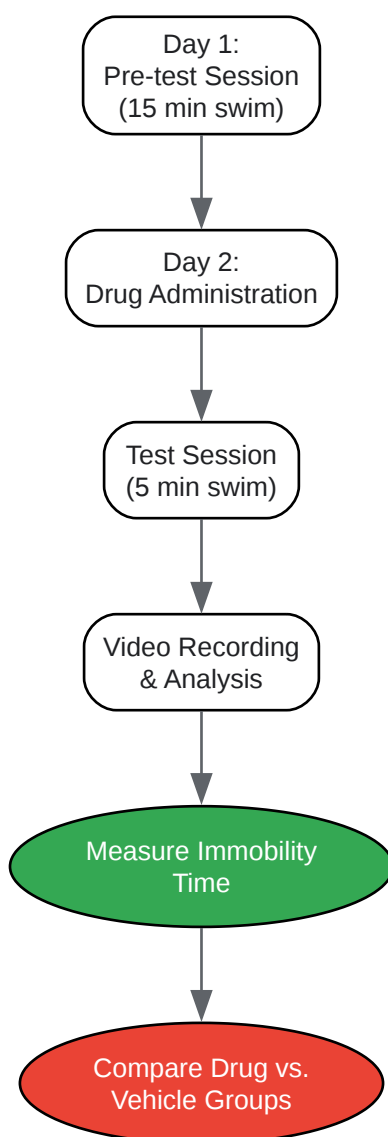 Day 1:
Pre-test Session
(15 min swim)
Day 2:
Drug Administration
Test Session
(5 min swim)
Video Recording
& Analysis
Measure Immobility
Time
Compare Drug vs.
Vehicle Groups